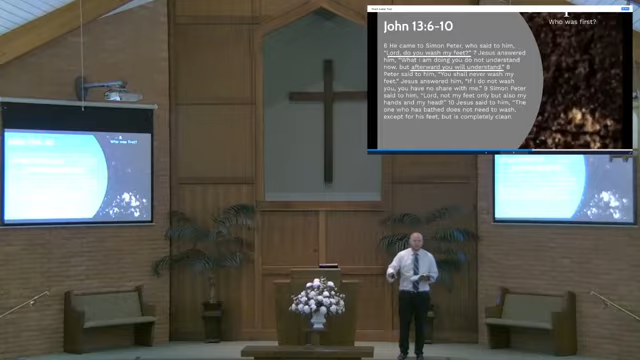 Who was first?
John 13:6-10
6 He came to Simon Peter, who said to him,
"Lord, do you wash my feet?" 7 Jesus answered
him, "What I am doing you do not understand
now, but afterward you will understand." 8
Peter said to him, "You shall never wash my
feet." Jesus answered him, "If I do not wash
you, you have no share with me." 9 Simon Peter
said to him, "Lord, not my feet only but also my
hands and my head!" 10 Jesus said to him, "The
one who has bathed does not need to wash,
except for his feet, but is completely clean.
Who was first?